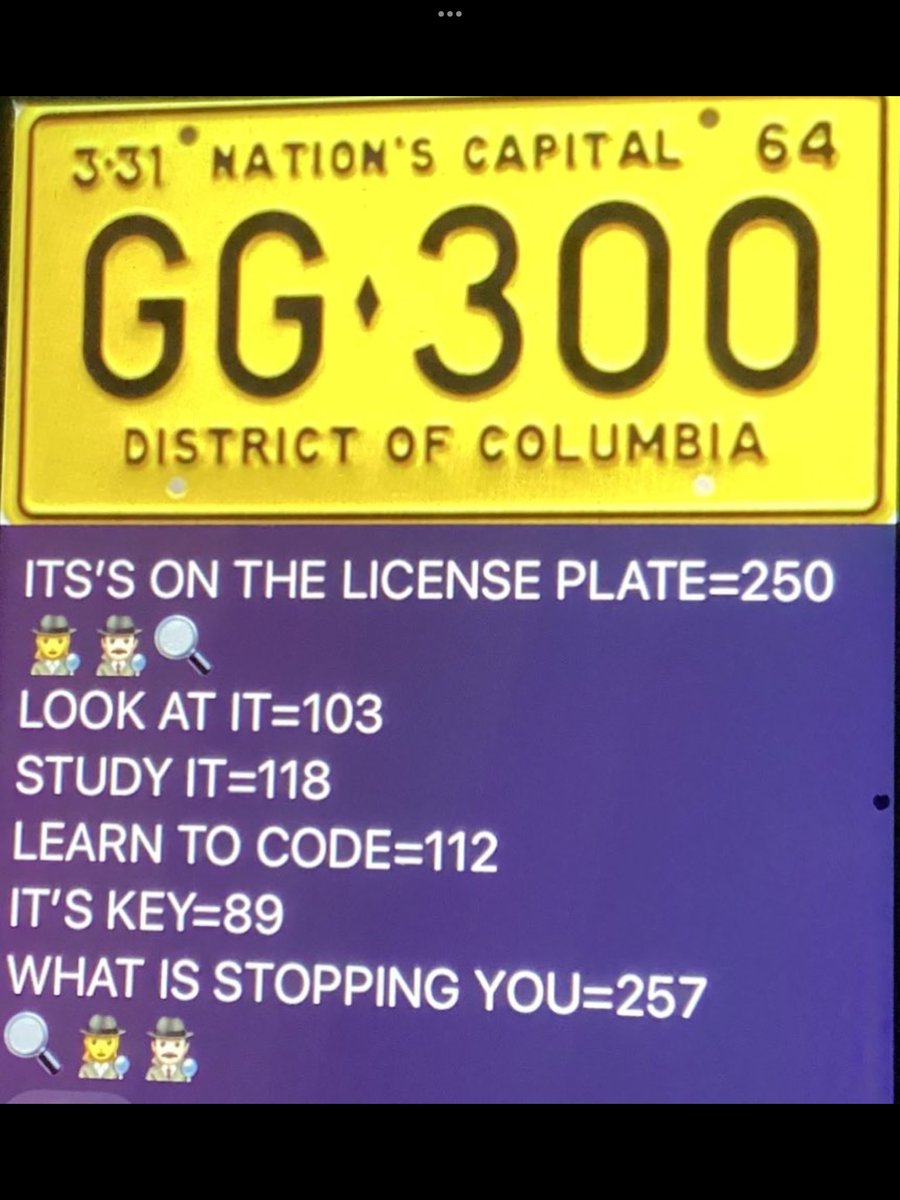 3·31 NATION'S CAPITAL 64
GG♦300
DISTRICT OF COLUMBIA
ITS'S ON THE LICENSE PLATE=250
🕵️‍♀️🕵️‍♂️🔍
LOOK AT IT=103
STUDY IT=118
LEARN TO CODE=112
IT'S KEY=89
WHAT IS STOPPING YOU=257
🔍🕵️‍♀️🕵️‍♂️